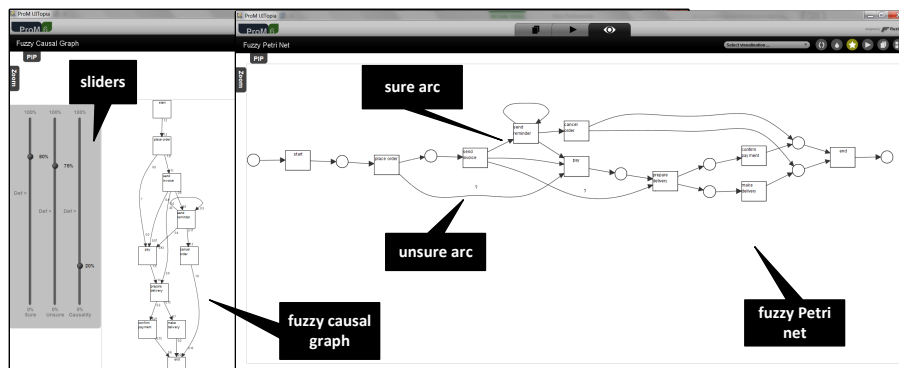 ProM UITopia
ProM
Fuzzy Causal Graph
PIP
Zoom
sliders
100% 100% 100%
80%
75%
20%
0% 0% 0%
Sure Unsure Causality
start
place order
send
invoice
send
reminder
pay
cancel
order
prepare
delivery
confirm
payment
make
delivery
end
fuzzy causal
graph
ProM UITopia
ProM
Fuzzy Petri Net
Select visualisation...
PIP
Zoom
sure arc
send
reminder
cancel
order
start
place order
send
invoice
pay
confirm
payment
end
prepare
delivery
make
delivery
?
?
unsure arc
fuzzy Petri
net